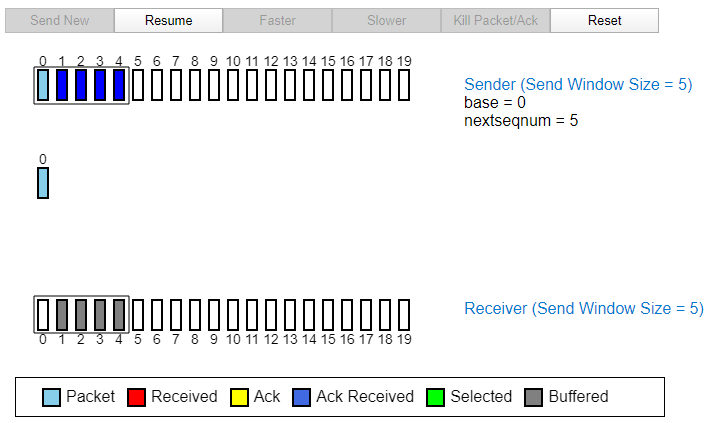 Send New Resume Faster Slower Kill Packet/Ack Reset
0 1 2 3 4 5 6 7 8 9 10 11 12 13 14 15 16 17 18 19
Sender (Send Window Size = 5)
base = 0
nextseqnum = 5
0
Receiver (Send Window Size = 5)
0 1 2 3 4 5 6 7 8 9 10 11 12 13 14 15 16 17 18 19
Packet Received Ack Ack Received Selected Buffered